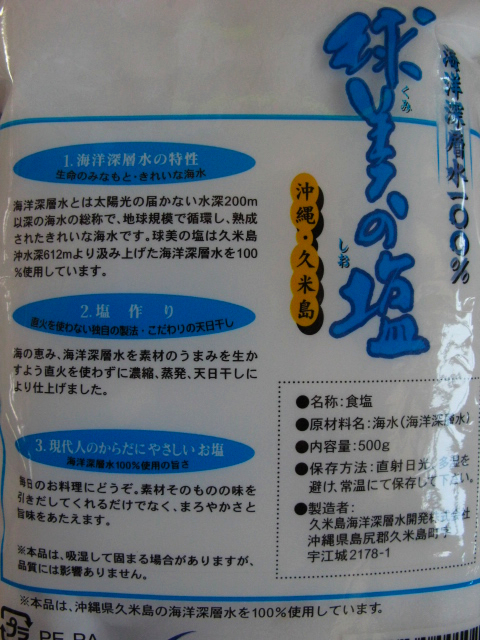 海洋深層水100%
球美の塩
くみ
しお
沖縄・久米島
1.海洋深層水の特性
生命のみなもと・きれいな海水
海洋深層水とは太陽光の届かない水深200m
以深の海水の総称で、地球規模で循環し、熟成
されたきれいな海水です。球美の塩は久米島
沖水深612mより汲み上げた海洋深層水を100
%使用しています。
2.塩 作 り
直火を使わない独自の製法・こだわりの天日干し
海の恵み、海洋深層水を素材のうまみを生か
すよう直火を使わずに濃縮、蒸発、天日干しに
より仕上げました。
3.現代人のからだにやさしいお塩
海洋深層水100%使用の旨さ
毎日のお料理にどうぞ。素材そのものの味を
引きだしてくれるだけでなく、まろやかさと
旨味をあたえます。
※本品は、吸湿して固まる場合がありますが、
品質には影響ありません。
●名称:食塩
●原材料名:海水(海洋深層水)
●内容量:500g
●保存方法:直射日光、多湿を
避け、常温にて保存して下さい。
●製造者:
久米島海洋深層水開発株式会社
沖縄県島尻郡久米島町字
宇江城2178-1
※本品は、沖縄県久米島の海洋深層水を100%使用しています。
プラ
PE,PA